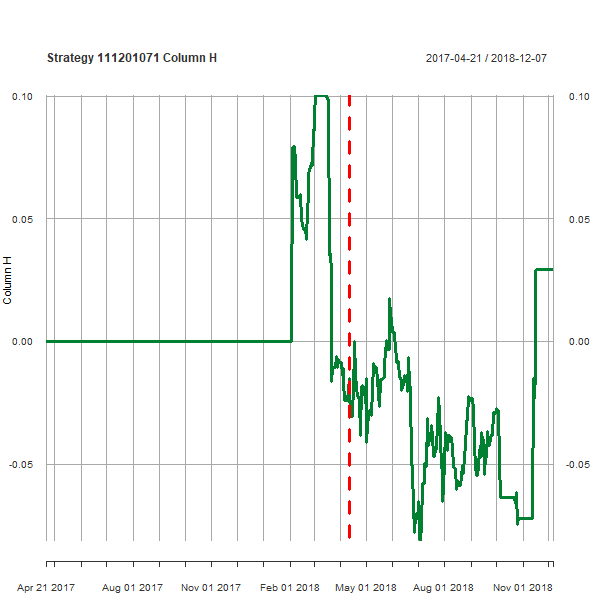 Strategy 111201071 Column H
2017-04-21 / 2018-12-07
0.10
0.10
0.05
0.05
Column H
0.00
0.00
-0.05
-0.05
Apr 21 2017
Aug 01 2017
Nov 01 2017
Feb 01 2018
May 01 2018
Aug 01 2018
Nov 01 2018